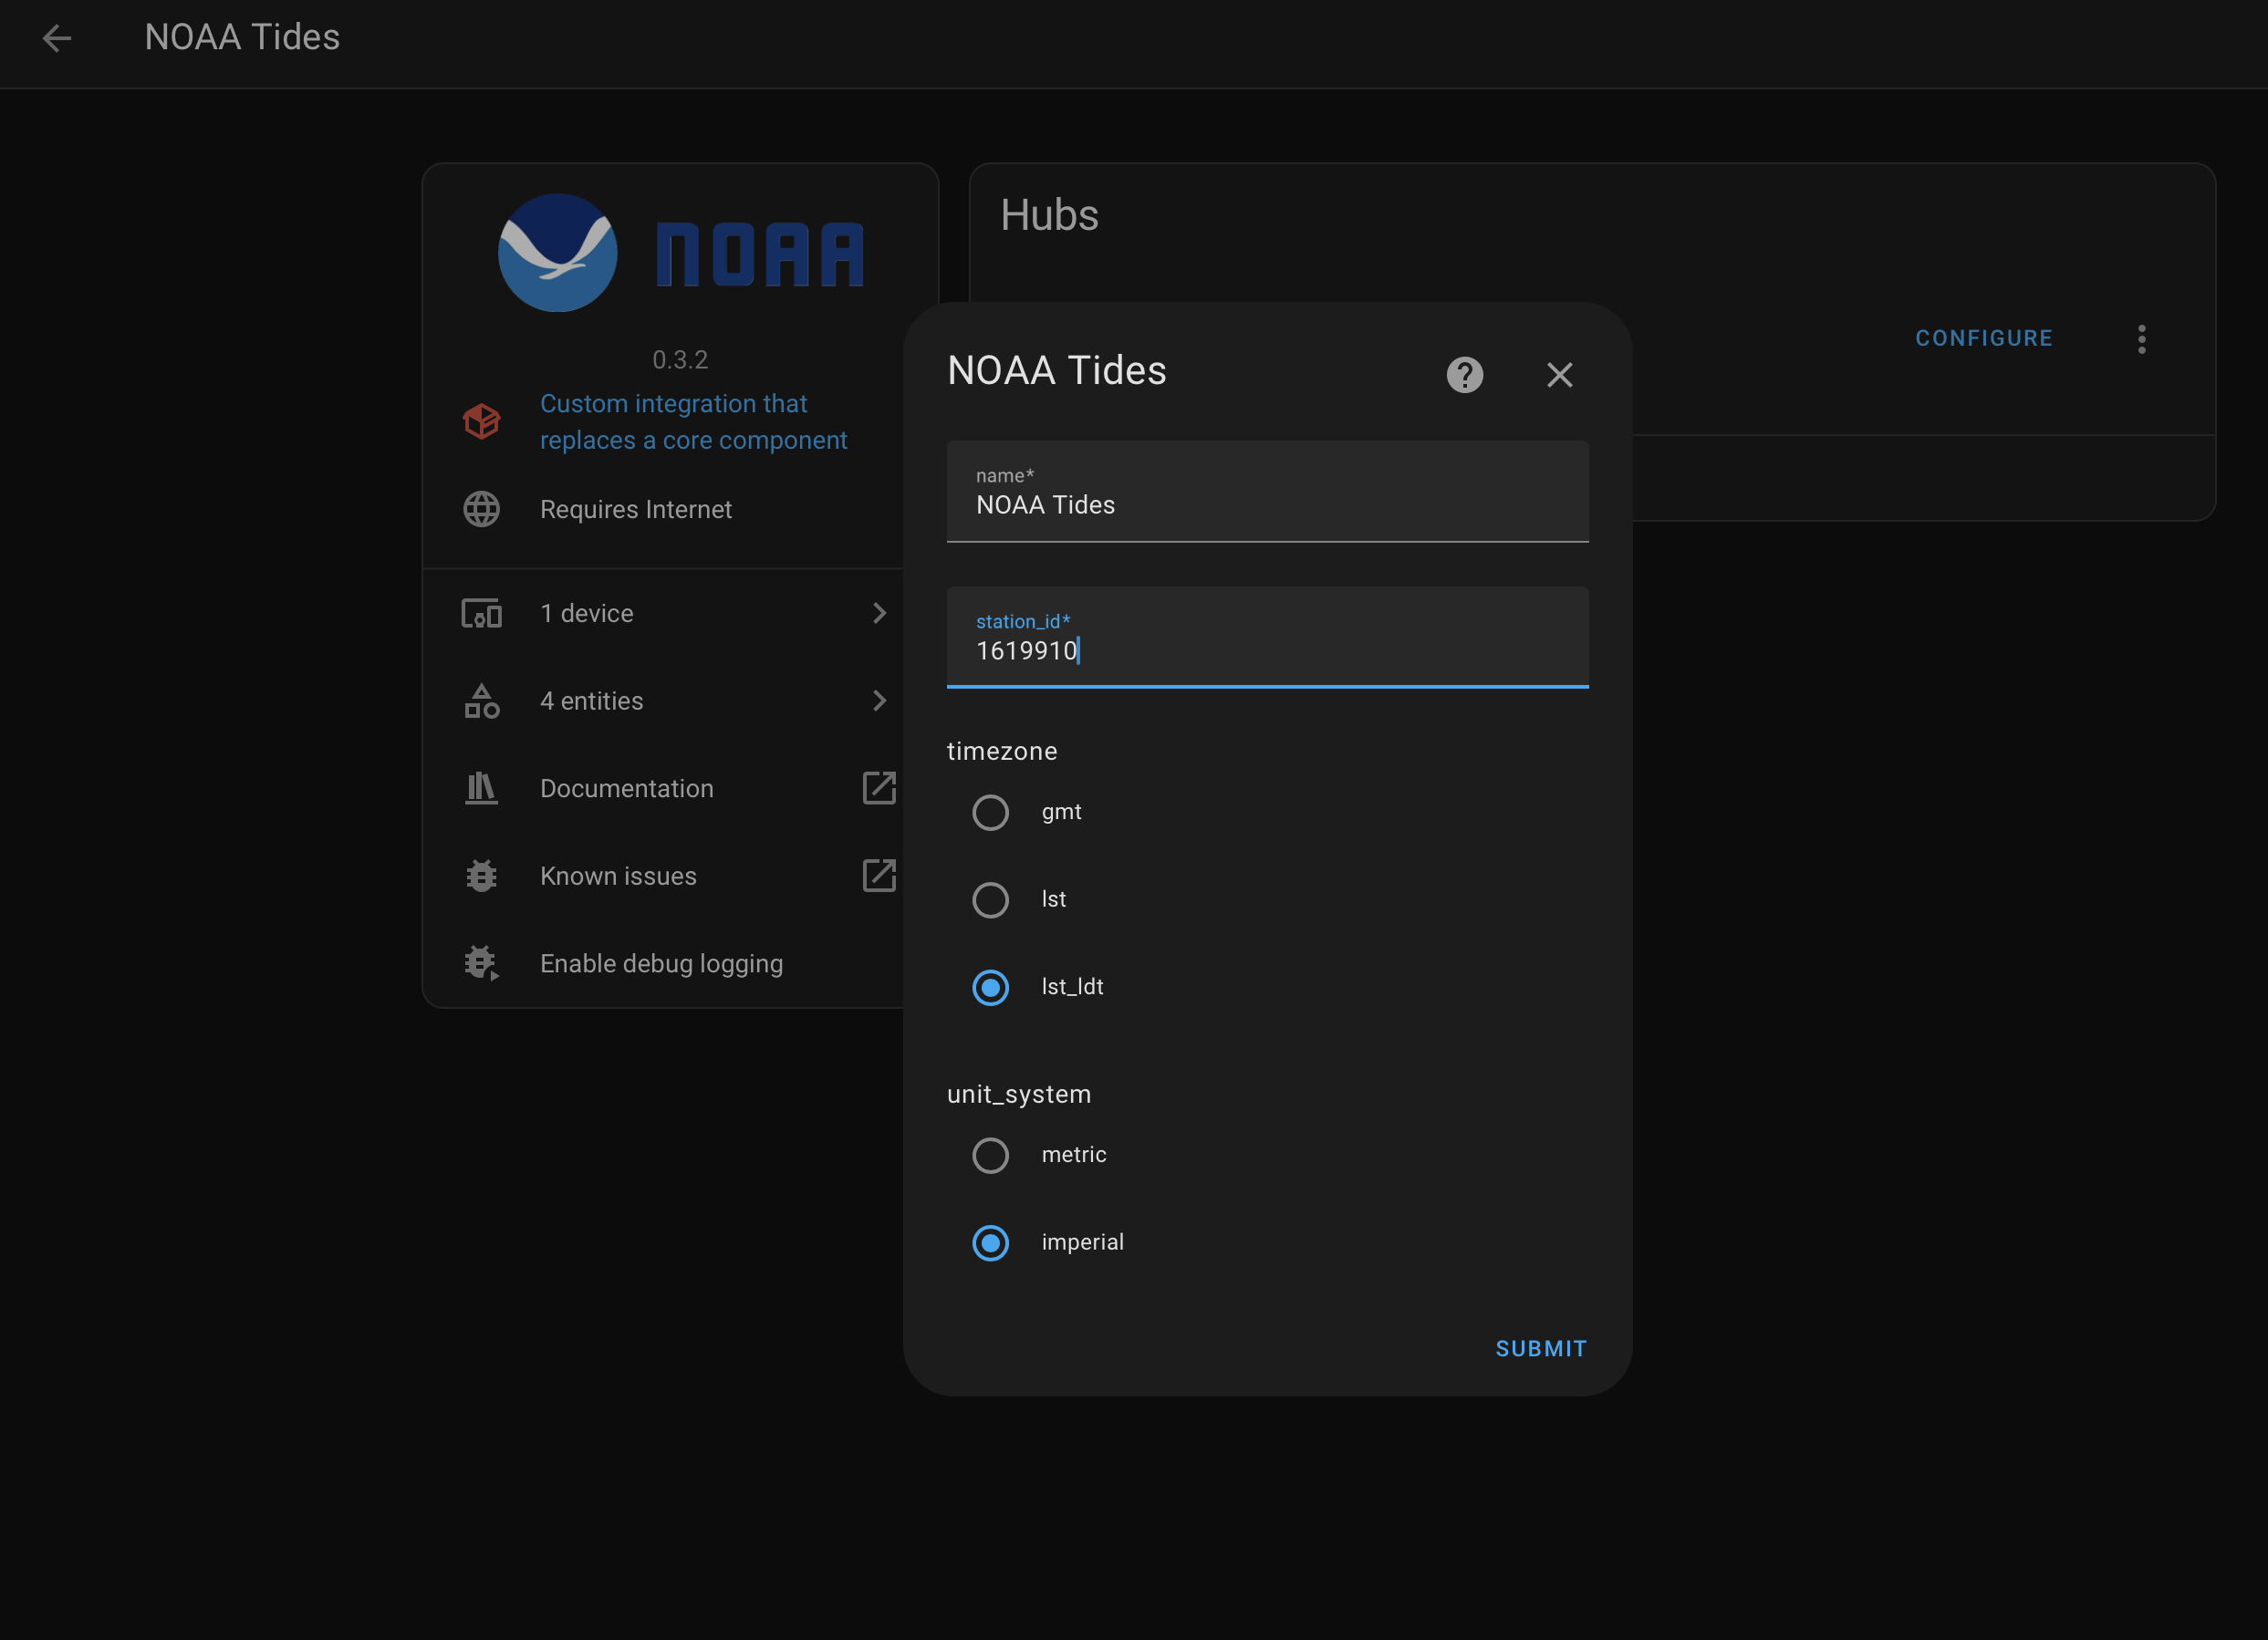 NOAA Tides
NOAA
0.3.2
Custom integration that
replaces a core component
Requires Internet
1 device
4 entities
Documentation
Known issues
Enable debug logging
Hubs
CONFIGURE
NOAA Tides
name*
NOAA Tides
station_id*
1619910
timezone
gmt
lst
lst_ldt
unit_system
metric
imperial
SUBMIT